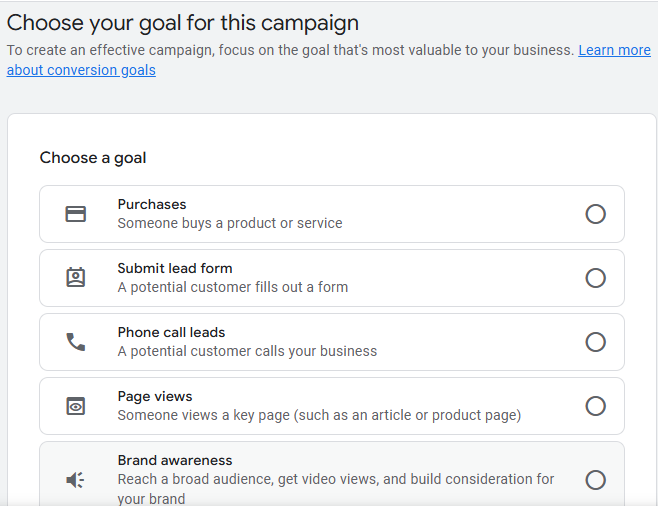 Choose your goal for this campaign
To create an effective campaign, focus on the goal that's most valuable to your business. Learn more
about conversion goals
Choose a goal
Purchases
Someone buys a product or service
Submit lead form
A potential customer fills out a form
Phone call leads
A potential customer calls your business
Page views
Someone views a key page (such as an article or product page)
Brand awareness
Reach a broad audience, get video views, and build consideration for
your brand